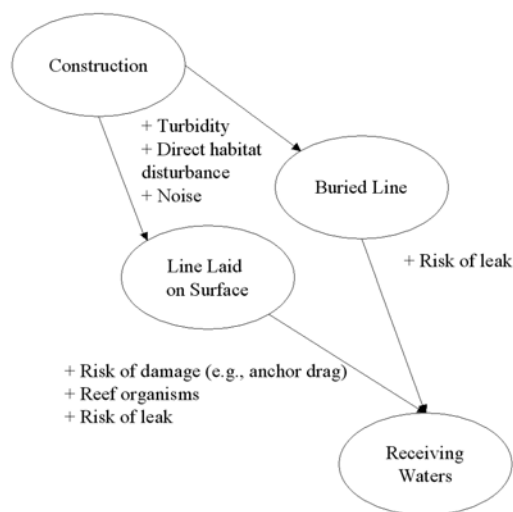 Construction
+ Turbidity
+ Direct habitat
disturbance
+ Noise
Buried Line
Line Laid
on Surface
+ Risk of leak
+ Risk of damage (e.g., anchor drag)
+ Reef organisms
+ Risk of leak
Receiving
Waters